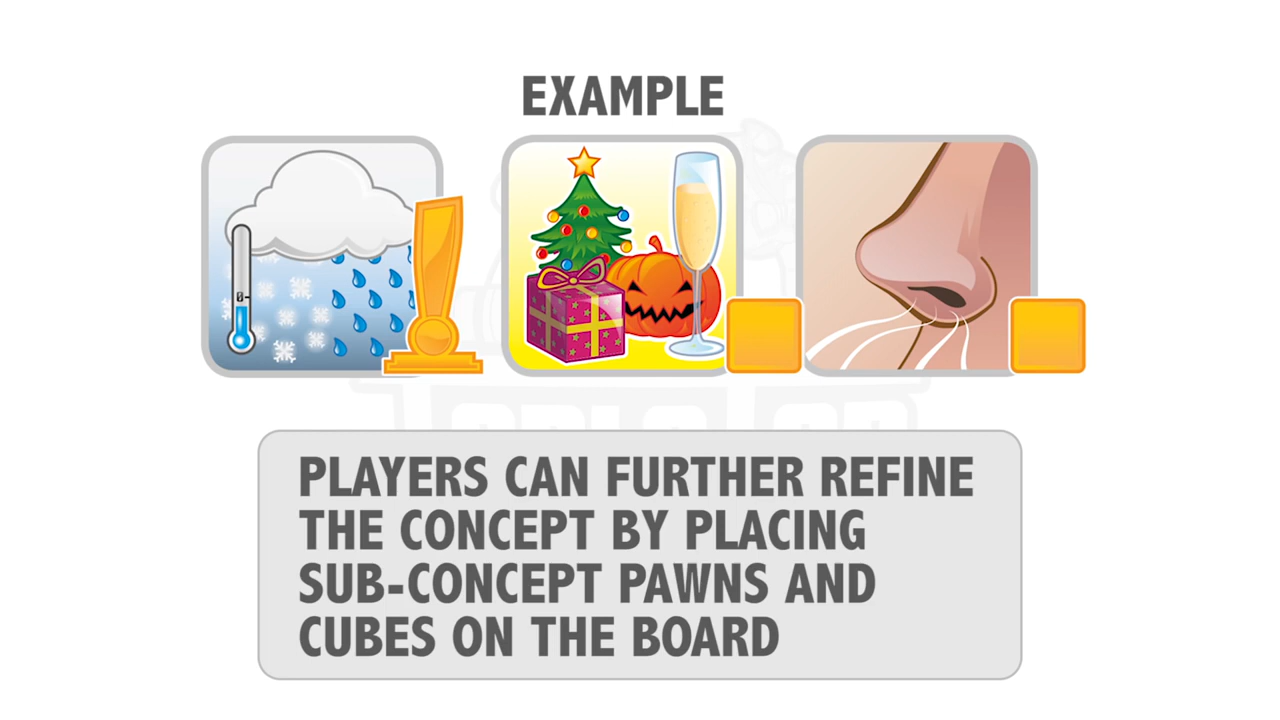 EXAMPLE
PLAYERS CAN FURTHER REFINE
THE CONCEPT BY PLACING
SUB-CONCEPT PAWNS AND
CUBES ON THE BOARD